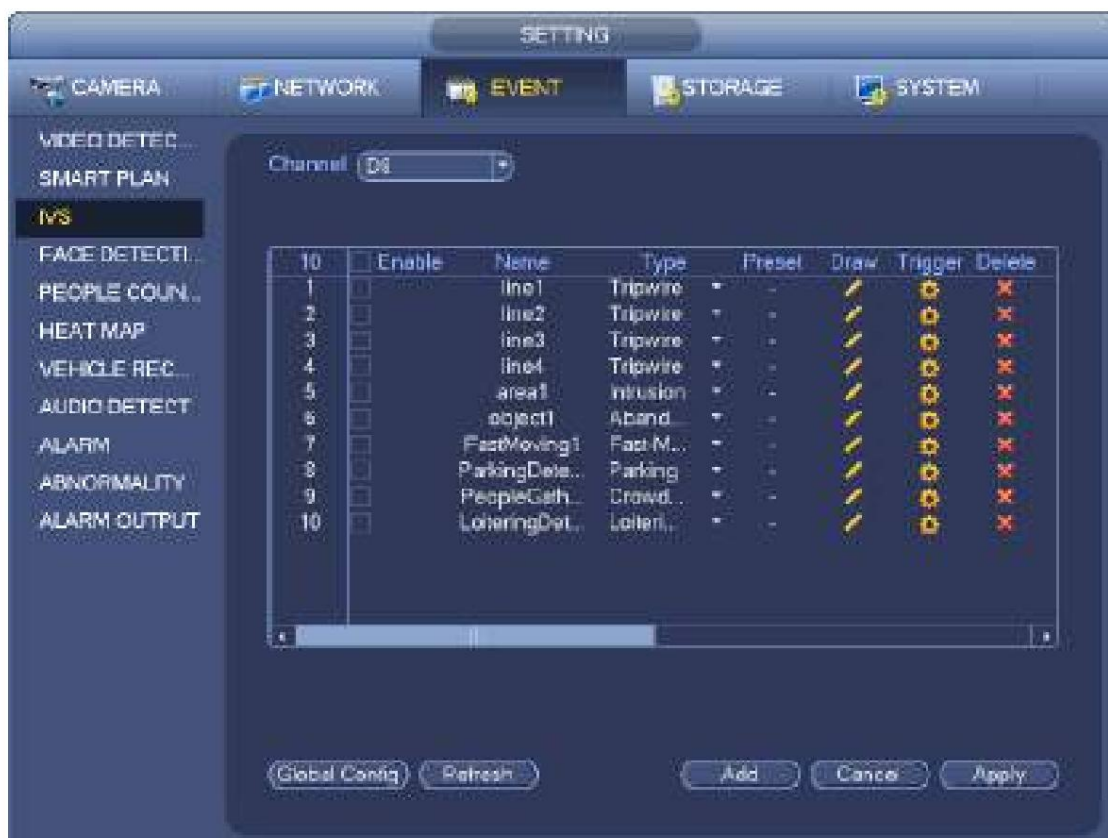 SETTING
CAMERA NETWORK EVENT STORAGE SYSTEM
VIDEO DETEC...
SMART PLAN
IVS
FACE DETECTI...
PEOPLE COUN...
HEAT MAP
VEHICLE REC...
AUDIO DETECT
ALARM
ABNORMALITY
ALARM OUTPUT
Channel
10 Enable Name Type Preset Draw Trigger Delete
1 line1 Tripwire -
2 line2 Tripwire -
3 line3 Tripwire -
4 line4 Tripwire -
5 area1 Intrusion -
6 object1 Aband... -
7 FastMoving1 Fast-M... -
8 ParkingDete... Parking -
9 PeopleGath... Crowd... -
10 LoiteringDet... Loiteri... -
Global Config Refresh Add Cancel Apply